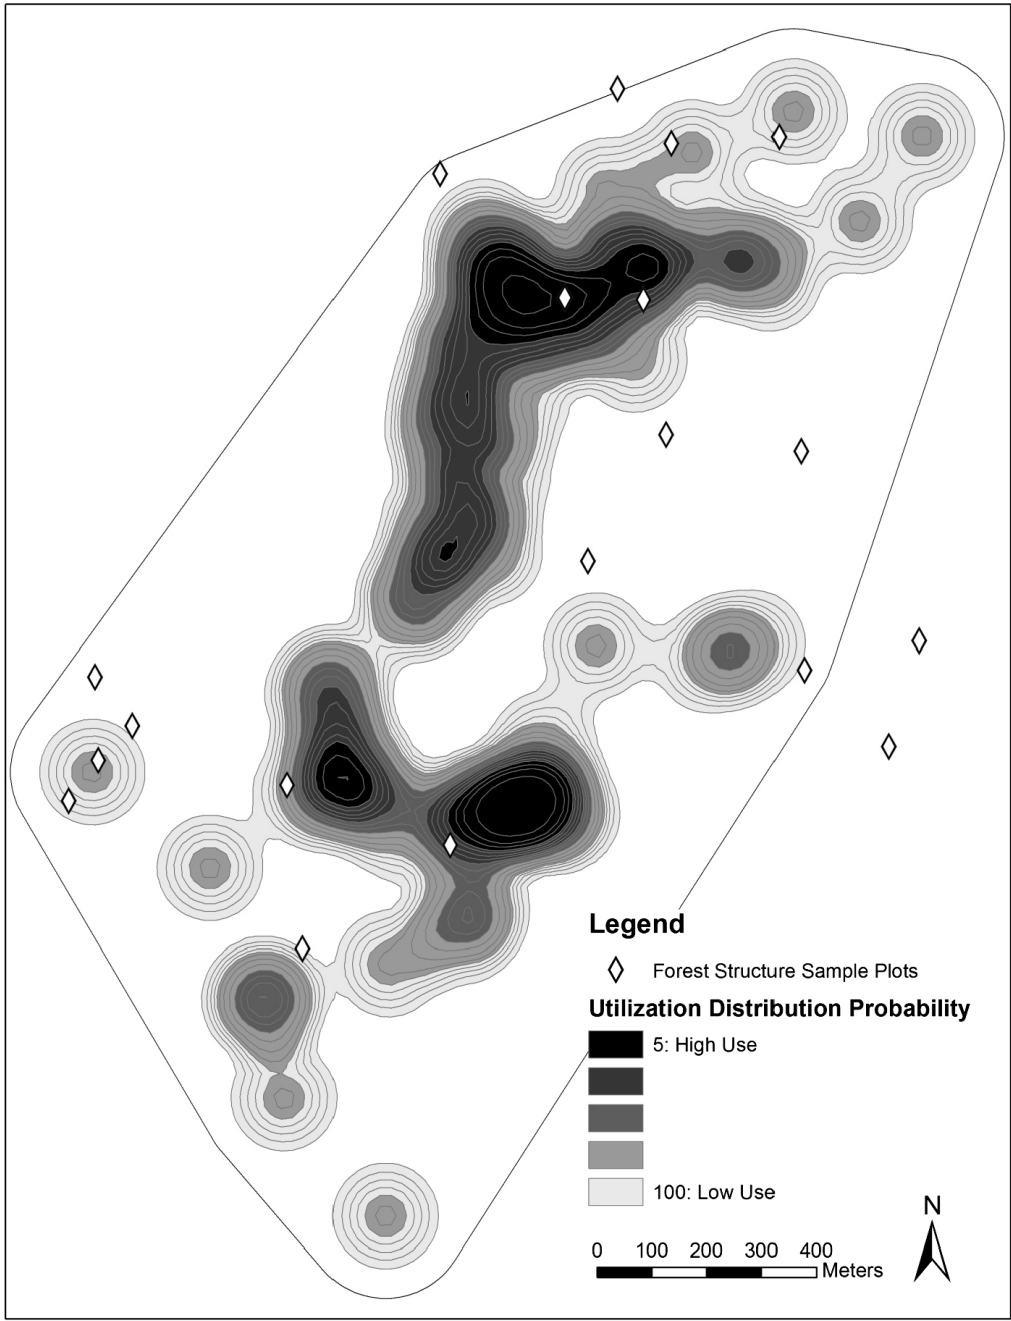 Legend
Forest Structure Sample Plots
Utilization Distribution Probability
5: High Use
100: Low Use
N
0 100 200 300 400
Meters